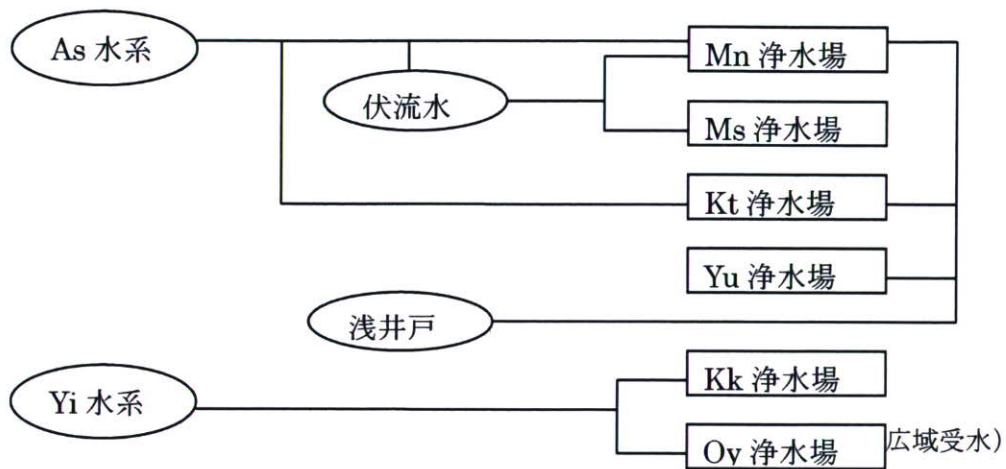 As 水系
Mn 浄水場
伏流水
Ms 浄水場
Kt 浄水場
Yu 浄水場
浅井戸
Kk 浄水場
Yi 水系
Oy 浄水場
広域受水)